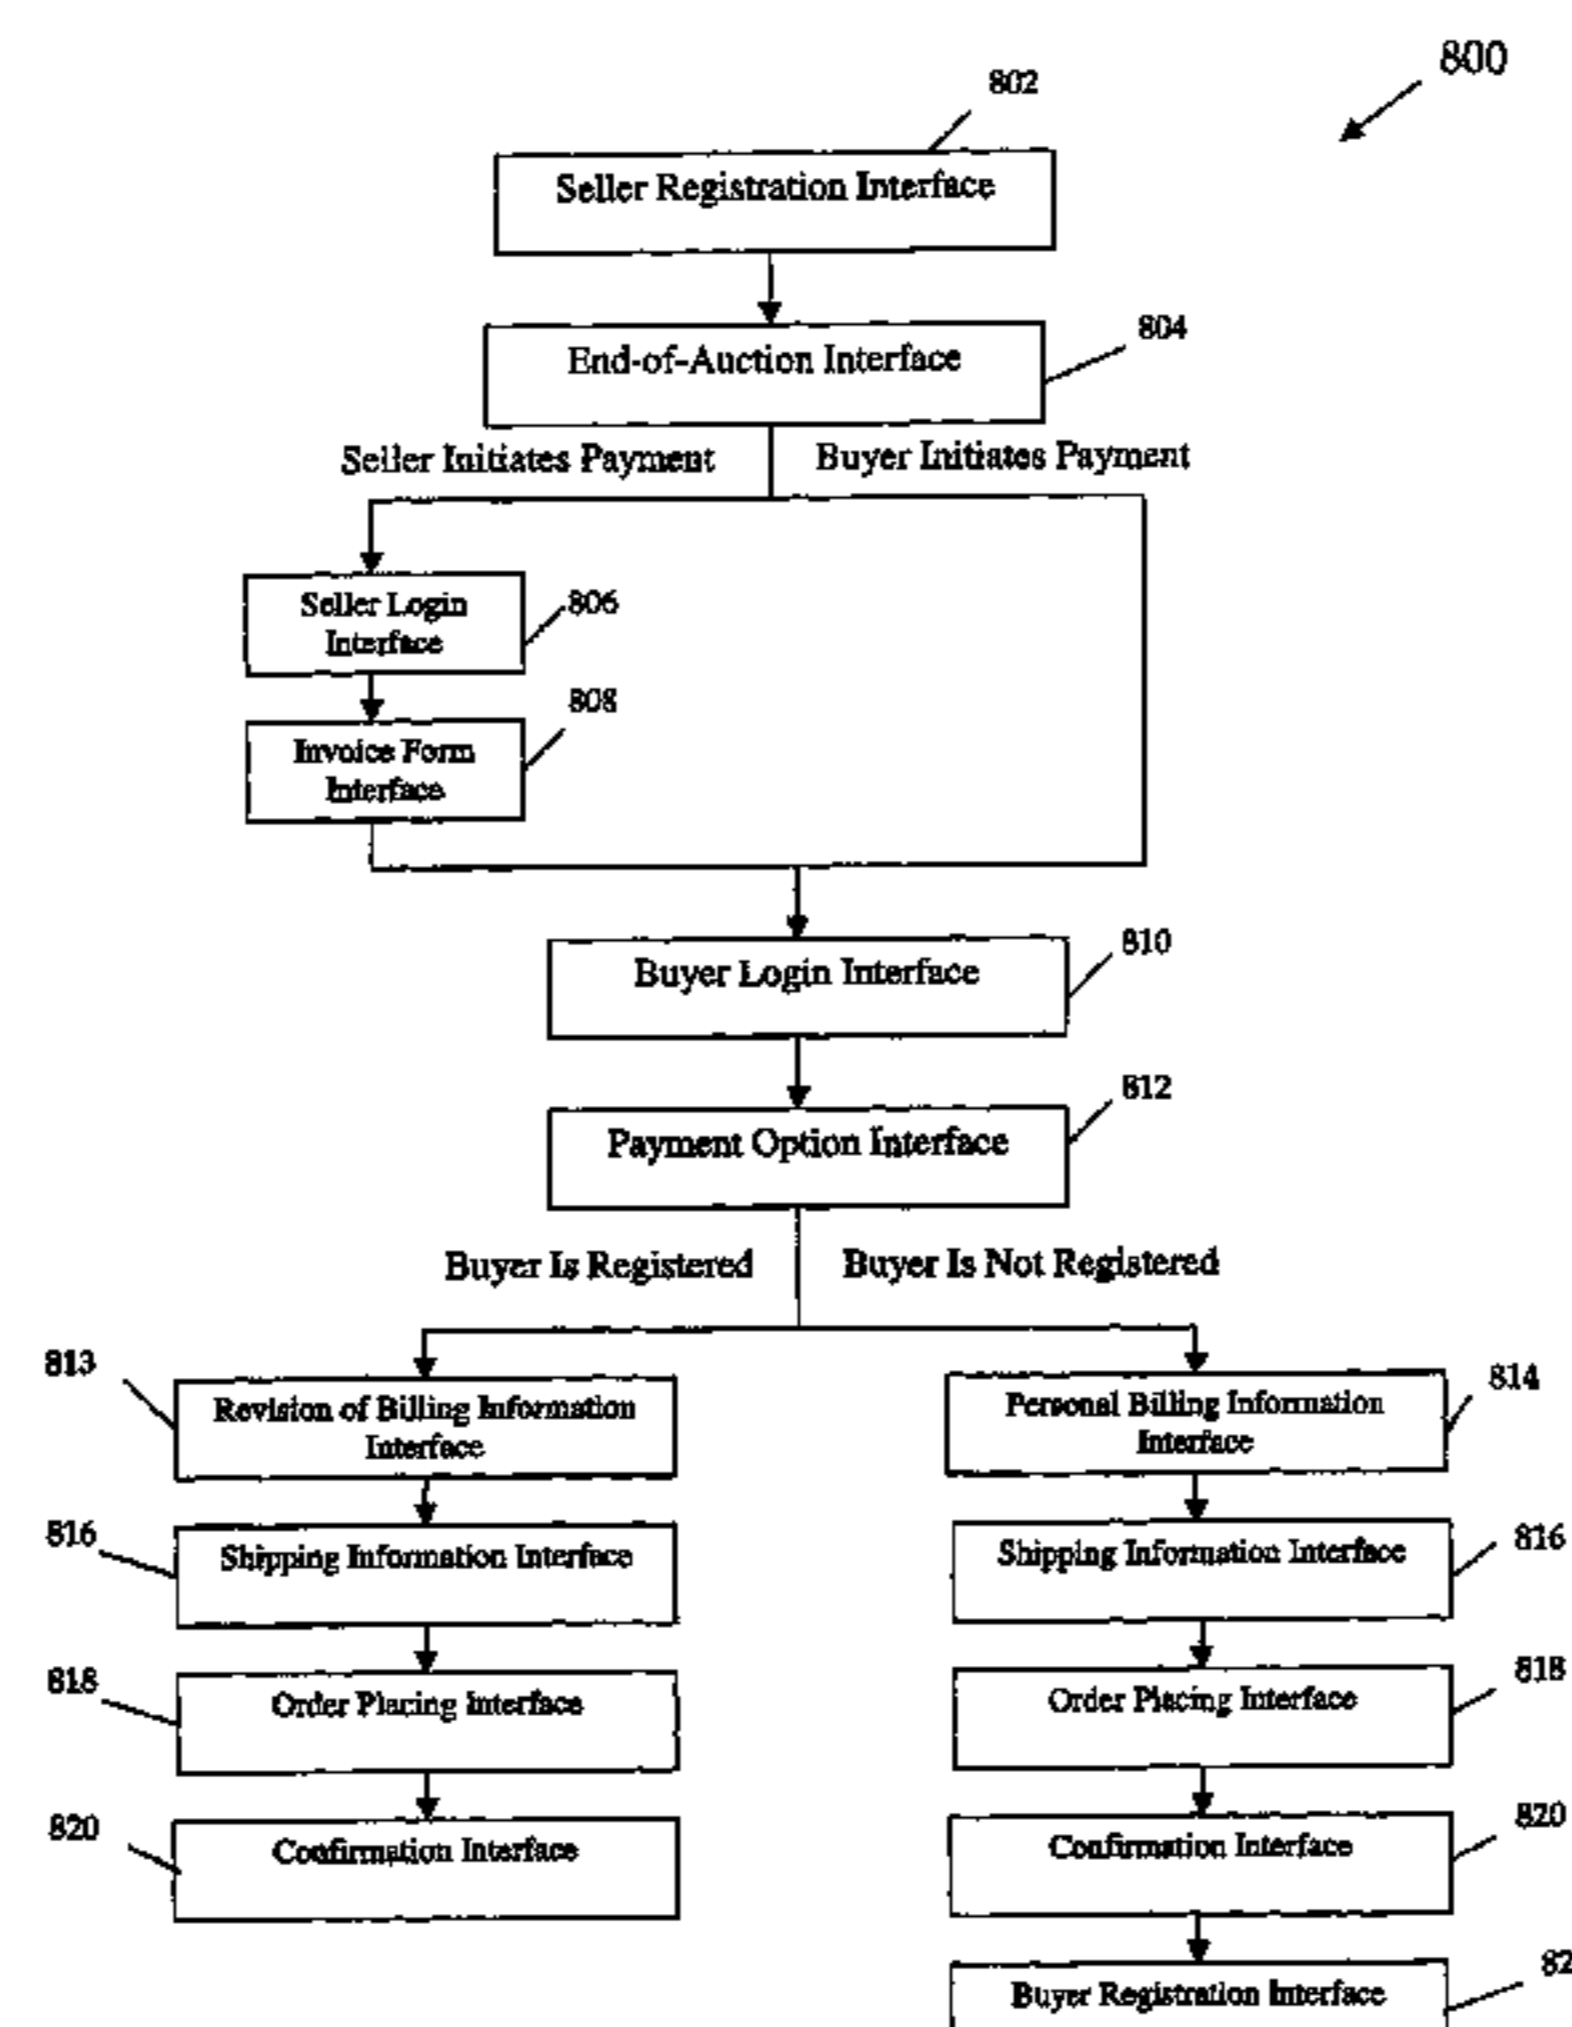 800
802
Seller Registration Interface
804
End-of-Auction Interface
Seller Initiates Payment
Buyer Initiates Payment
Seller Login
Interface
806
808
Invoice Form
Interface
810
Buyer Login Interface
812
Payment Option Interface
Buyer Is Registered
Buyer Is Not Registered
813
Revision of Billing Information
Interface
814
Personal Billing Information
Interface
816
Shipping Information Interface
Shipping Information Interface
816
818
Order Placing Interface
Order Placing Interface
818
820
Confirmation Interface
Confirmation Interface
820
Buyer Registration Interface